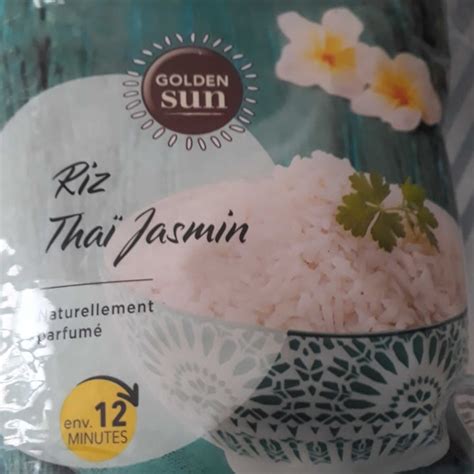 GOLDEN
sun
Riz
Thaï Jasmin
Naturellement
parfumé
env. 12
MINUTES